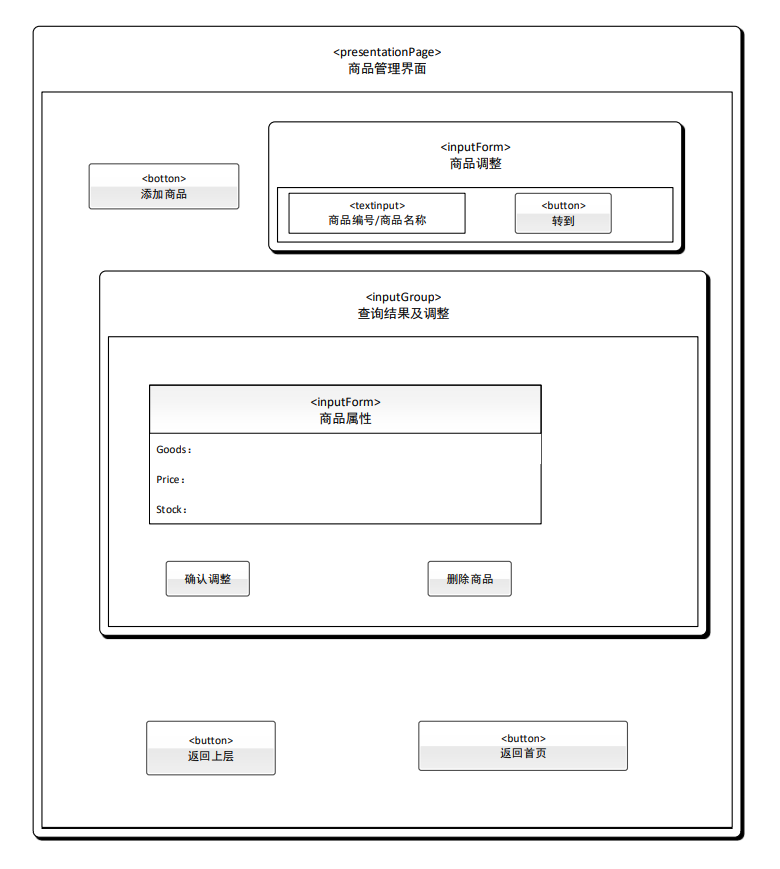 <presentationPage>
商品管理界面
<botton>
添加商品
<inputForm>
商品调整
<textinput>
商品编号/商品名称
<button>
转到
<inputGroup>
查询结果及调整
<inputForm>
商品属性
Goods：
Price：
Stock：
确认调整
删除商品
<button>
返回上层
<button>
返回首页